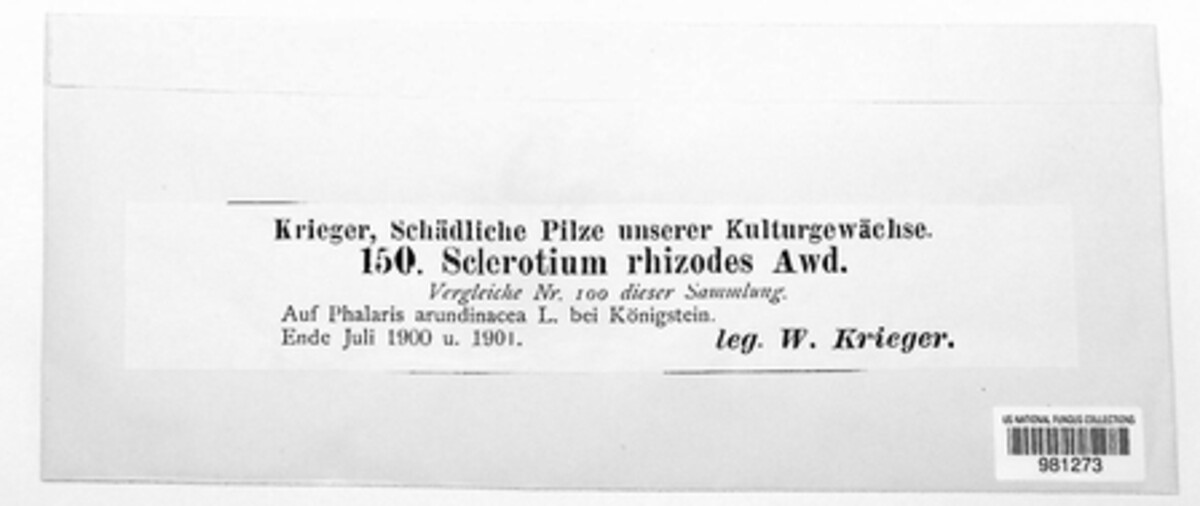 Krieger, Schädliche Pilze unserer Kulturgewächse.
150. Sclerotium rhizodes Awd.
Vergleiche Nr. 100 dieser Sammlung.
Auf Phalaris arundinacea L. bei Königstein.
Ende Juli 1900 u. 1901.
leg. W. Krieger.
US NATIONAL FUNGUS COLLECTIONS
981273